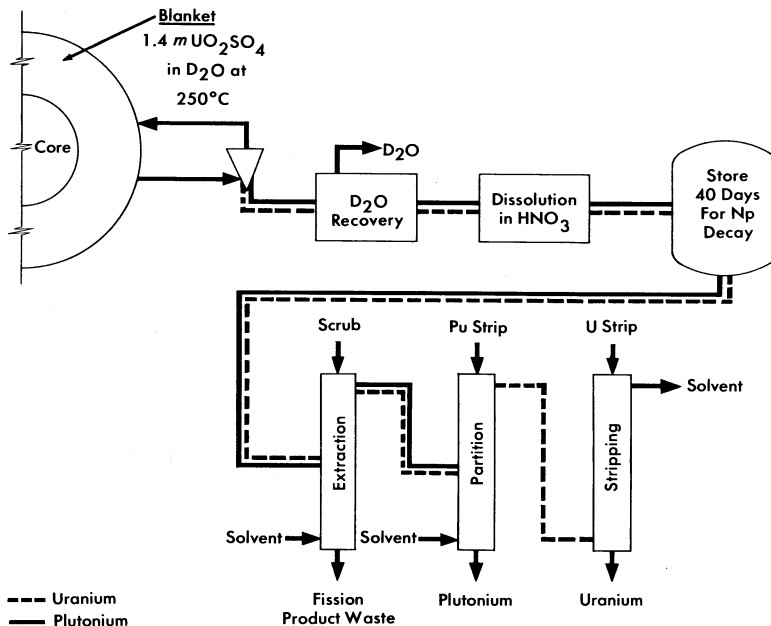 Blanket
1.4 m UO2SO4
in D2O at
250°C
Core
D2O
D2O
Recovery
Dissolution
in HNO3
Store
40 Days
For Np
Decay
Scrub
Pu Strip
U Strip
Solvent
Extraction
Partition
Stripping
Solvent
Solvent
Fission
Product Waste
Plutonium
Uranium
Uranium
Plutonium